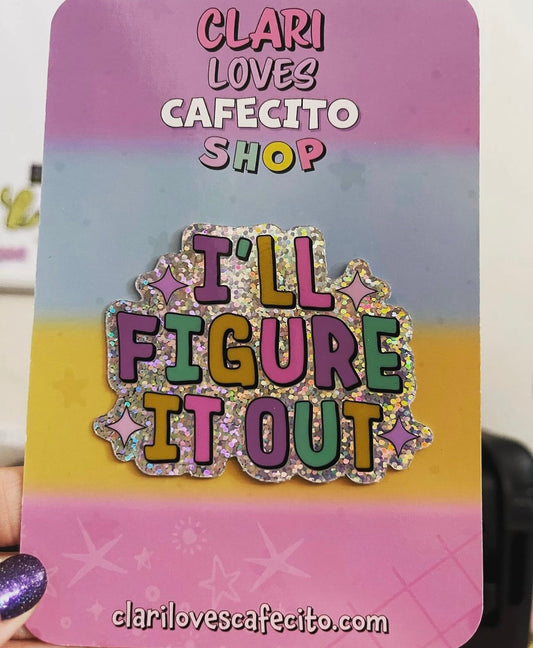 CLARI
LOVES
CAFECITO
SHOP
I'LL
FIGURE
IT OUT
clarilovescafecito.com